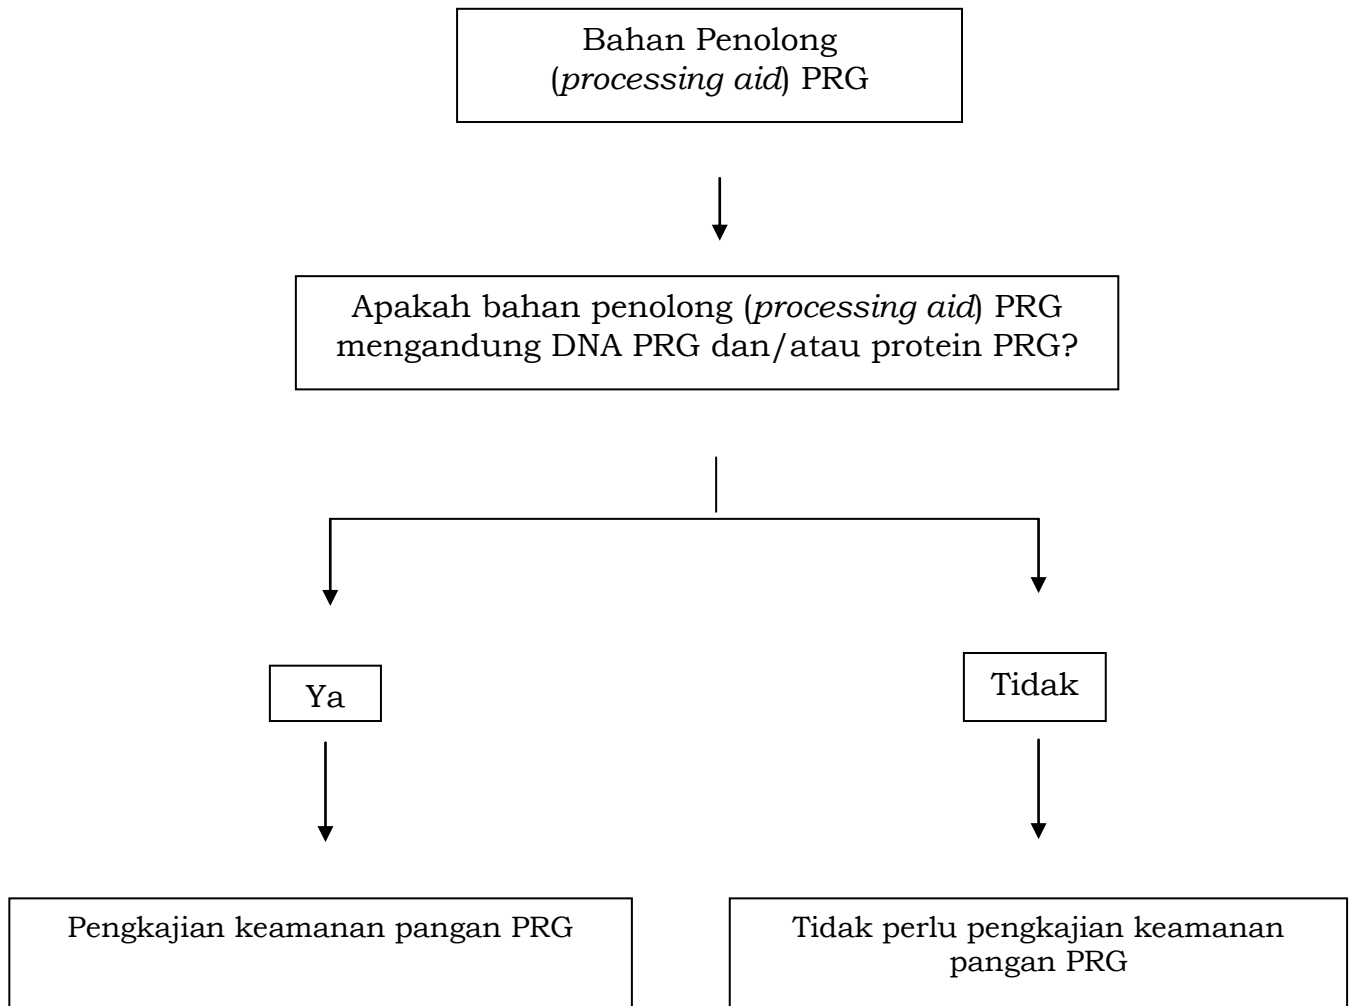 Bahan Penolong
(processing aid) PRG
Apakah bahan penolong (processing aid) PRG
mengandung DNA PRG dan/atau protein PRG?
Ya
Tidak
Pengkajian keamanan pangan PRG
Tidak perlu pengkajian keamanan
pangan PRG